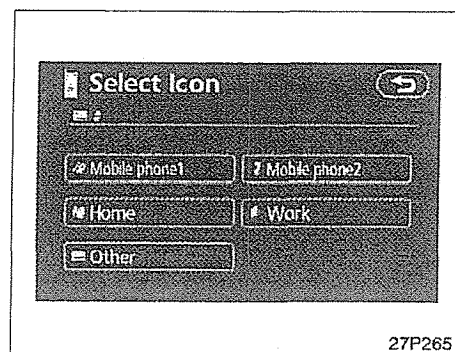 Select Icon
Mobile phone1 Mobile phone2
Home Work
Other
27P265